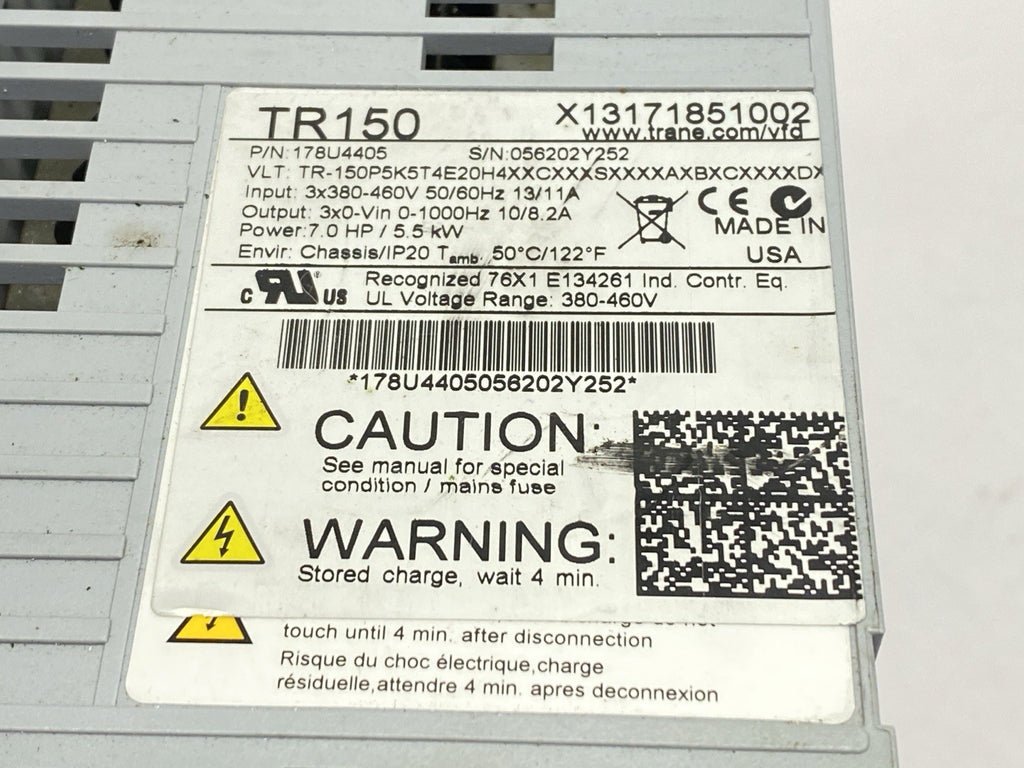 TR150
X13171851002
www.trane.com/vfd
P/N:178U4405 S/N:056202Y252
VLT: TR-150P5K5T4E20H4XXCXXXSXXXXAXBXCXXXXDX
Input: 3x380-460V 50/60Hz 13/11A
Output: 3x0-Vin 0-1000Hz 10/8.2A
Power:7.0 HP / 5.5 kW
CE
MADE IN
USA
Envir: Chassis/IP20 Tamb. 50°C/122°F
c RU US
Recognized 76X1 E134261 Ind. Contr. Eq.
UL Voltage Range: 380-460V
*178U4405056202Y252*
CAUTION:
See manual for special
condition / mains fuse
WARNING:
Stored charge, wait 4 min.
touch until 4 min. after disconnection
Risque du choc électrique,charge
résiduelle,attendre 4 min. apres deconnexion